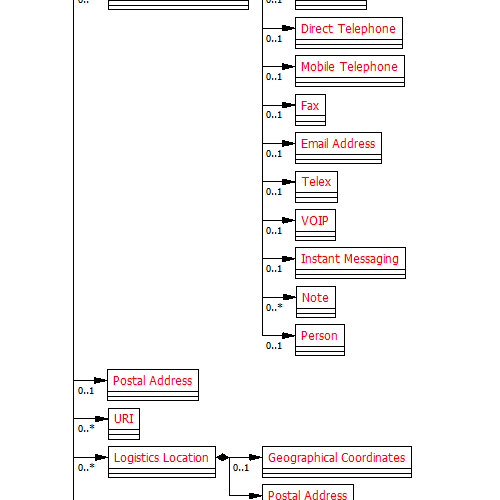 0..
Direct Telephone
0..1
Mobile Telephone
0..1
Fax
0..1
Email Address
0..1
Telex
0..1
VOIP
0..1
Instant Messaging
0..1
Note
0..*
Person
0..1
Postal Address
0..1
URI
0..*
Logistics Location
0..*
Geographical Coordinates
0..1
Postal Address